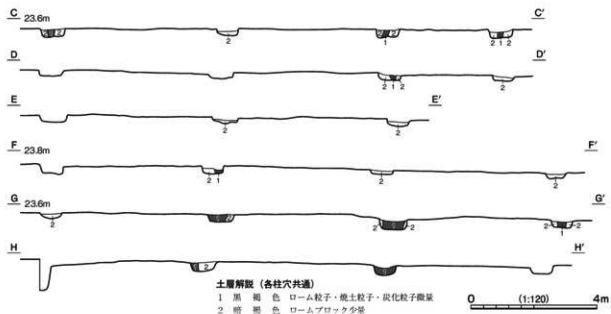 C 23.6m C′
2 2 1 2 2 1 2
D D′
2 1 2 2
E E′
2 2
F 23.8m F′
2 1 2 2
G 23.6m G′
2 2 2 2 1 2
H H′
2
土層解説（各柱穴共通）
1 黒褐色 ローム粒子・焼土粒子・炭化粒子微量
2 暗褐色 ロームブロック少量
0 (1:120) 4m